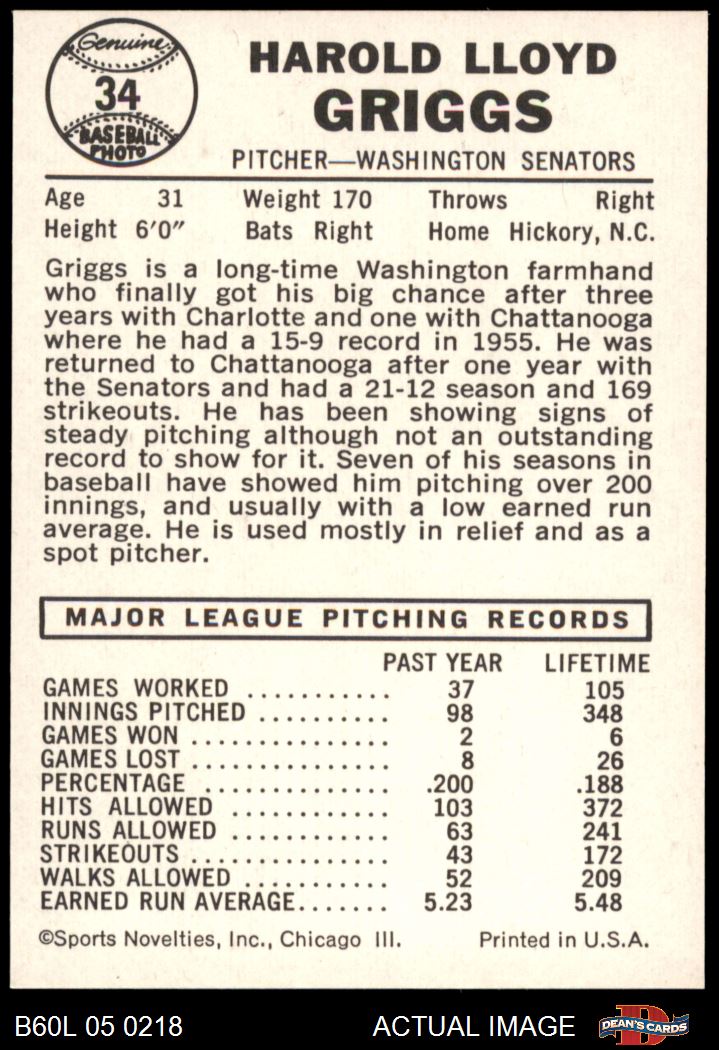 Genuine
34
BASEBALL
PHOTO
HAROLD LLOYD
GRIGGS
PITCHER—WASHINGTON SENATORS
Age 31 Weight 170 Throws Right
Height 6'0" Bats Right Home Hickory, N.C.
Griggs is a long-time Washington farmhand
who finally got his big chance after three
years with Charlotte and one with Chattanooga
where he had a 15-9 record in 1955. He was
returned to Chattanooga after one year with
the Senators and had a 21-12 season and 169
strikeouts. He has been showing signs of
steady pitching although not an outstanding
record to show for it. Seven of his seasons in
baseball have showed him pitching over 200
innings, and usually with a low earned run
average. He is used mostly in relief and as a
spot pitcher.
MAJOR LEAGUE PITCHING RECORDS
PAST YEAR LIFETIME
GAMES WORKED ........... 37 105
INNINGS PITCHED .......... 98 348
GAMES WON ............... 2 6
GAMES LOST ............... 8 26
PERCENTAGE .............. .200 .188
HITS ALLOWED ............ 103 372
RUNS ALLOWED ............ 63 241
STRIKEOUTS ............... 43 172
WALKS ALLOWED ........... 52 209
EARNED RUN AVERAGE....... 5.23 5.48
©Sports Novelties, Inc., Chicago Ill. Printed in U.S.A.
B60L 05 0218 ACTUAL IMAGE DEAN'S CARDS